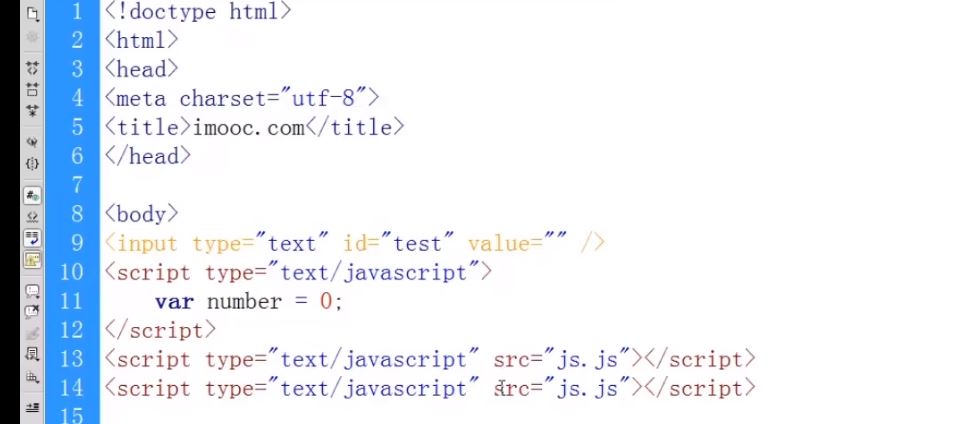 1 <!doctype html>
2 <html>
3 <head>
4 <meta charset="utf-8">
5 <title>imooc.com</title>
6 </head>
7
8 <body>
9 <input type="text" id="test" value="" />
10 <script type="text/javascript">
11 var number = 0;
12 </script>
13 <script type="text/javascript" src="js.js"></script>
14 <script type="text/javascript" src="js.js"></script>
15